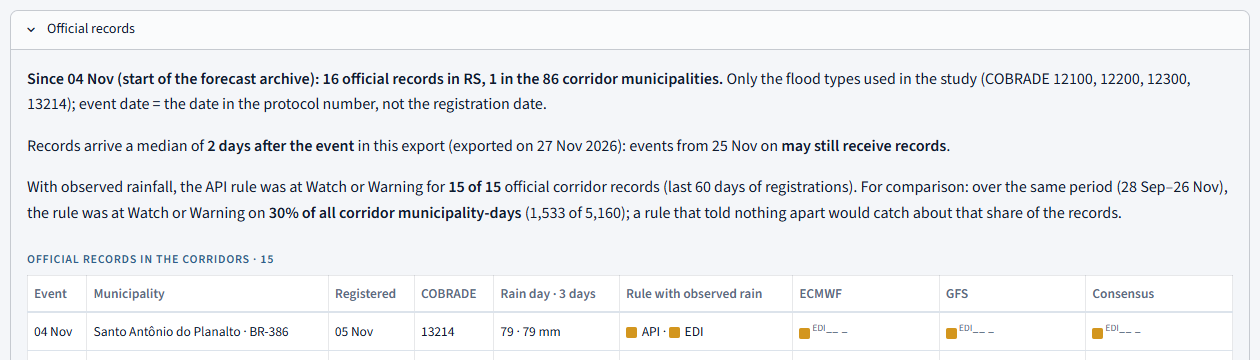 Official records
Since 04 Nov (start of the forecast archive): 16 official records in RS, 1 in the 86 corridor municipalities. Only the flood types used in the study (COBRADE 12100, 12200, 12300,
13214); event date = the date in the protocol number, not the registration date.
Records arrive a median of 2 days after the event in this export (exported on 27 Nov 2026): events from 25 Nov on may still receive records.
With observed rainfall, the API rule was at Watch or Warning for 15 of 15 official corridor records (last 60 days of registrations). For comparison: over the same period (28 Sep–26 Nov),
the rule was at Watch or Warning on 30% of all corridor municipality-days (1,533 of 5,160); a rule that told nothing apart would catch about that share of the records.
OFFICIAL RECORDS IN THE CORRIDORS · 15
Event Municipality Registered COBRADE Rain day · 3 days Rule with observed rain ECMWF GFS Consensus
04 Nov Santo Antônio do Planalto · BR-386 05 Nov 13214 79 · 79 mm API · EDI EDI–– – EDI–– – EDI–– –